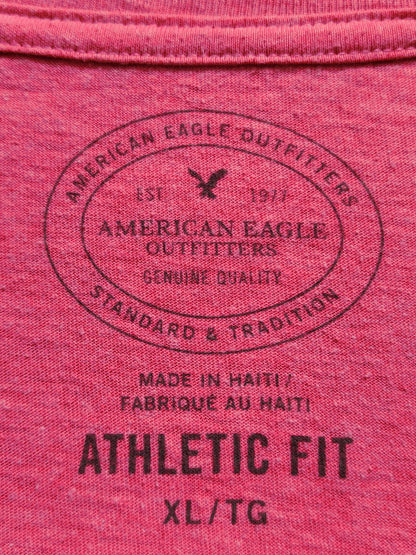 AMERICAN EAGLE OUTFITTERS
EST 1977
AMERICAN EAGLE
OUTFITTERS
GENUINE QUALITY
STANDARD & TRADITION
MADE IN HAITI /
FABRIQUÉ AU HAITI
ATHLETIC FIT
XL/TG